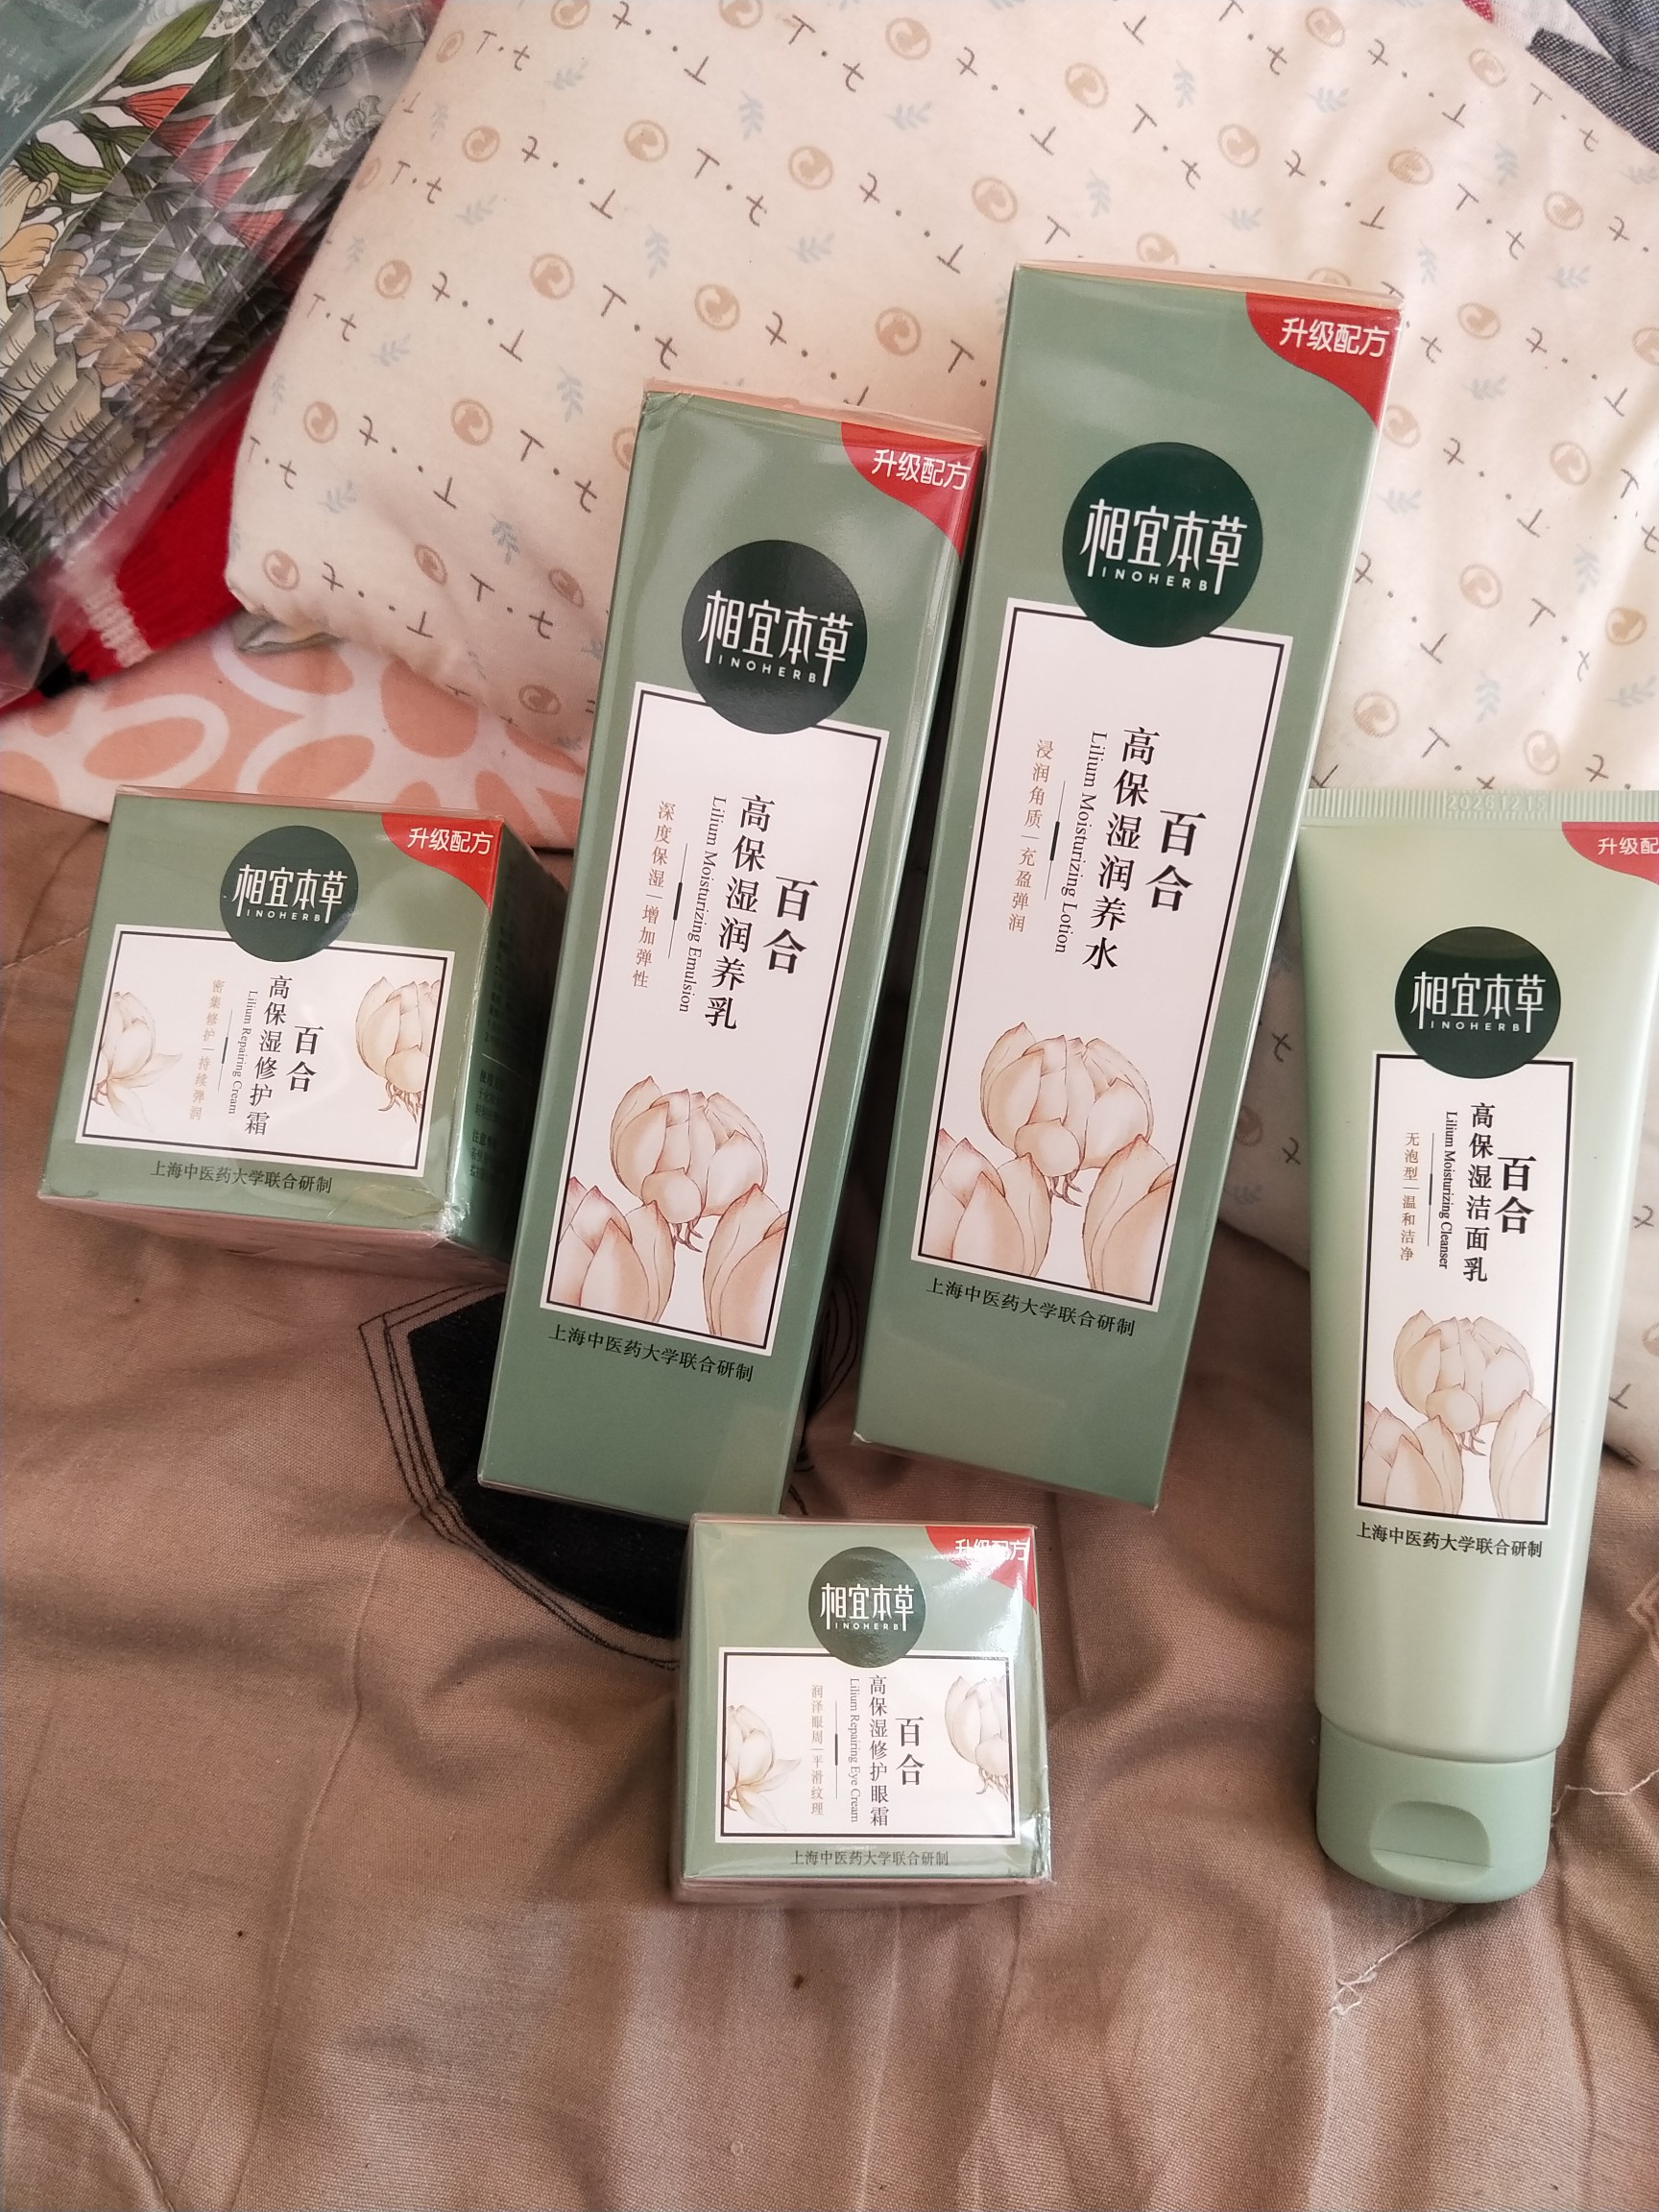 升级配方
相宜本草
INOHERB
百合
高保湿修护霜
Lilium Repairing Cream
密集修护|持续弹润
上海中医药大学联合研制
升级配方
相宜本草
INOHERB
百合
高保湿润养乳
Lilium Moisturizing Emulsion
深度保湿|增加弹性
上海中医药大学联合研制
升级配方
相宜本草
INOHERB
百合
高保湿润养水
Lilium Moisturizing Lotion
浸润角质|充盈弹润
上海中医药大学联合研制
20261215
升级配
相宜本草
INOHERB
百合
高保湿洁面乳
Lilium Moisturizing Cleanser
无泡型|温和洁净
上海中医药大学联合研制
升级配方
相宜本草
INOHERB
百合
高保湿修护眼霜
Lilium Repairing Eye Cream
润泽眼周|平滑纹理
上海中医药大学联合研制